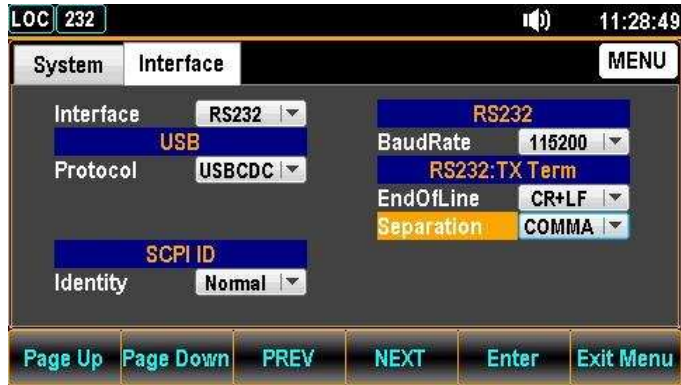 LOC 232 11:28:49
System Interface MENU
Interface RS232
USB
Protocol USBCDC
SCPI ID
Identity Normal
RS232
BaudRate 115200
RS232:TX Term
EndOfLine CR+LF
Separation COMMA
Page Up Page Down PREV NEXT Enter Exit Menu